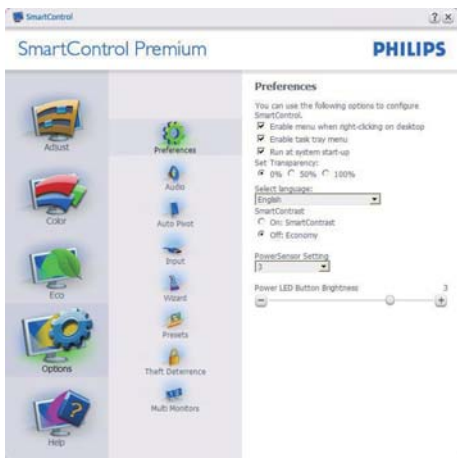 SmartControl
SmartControl Premium
PHILIPS
Adjust
Color
Eco
Options
Help
Preferences
Audio
Auto Pivot
Input
Wizard
Presets
Theft Deterrence
Multi Monitors
Preferences
You can use the following options to configure
SmartControl.
Enable menu when right-clicking on desktop
Enable task tray menu
Run at system start-up
Set Transparency:
0% 50% 100%
Select language:
English
SmartContrast
On: SmartContrast
Off: Economy
PowerSensor Setting
3
Power LED Button Brightness 3